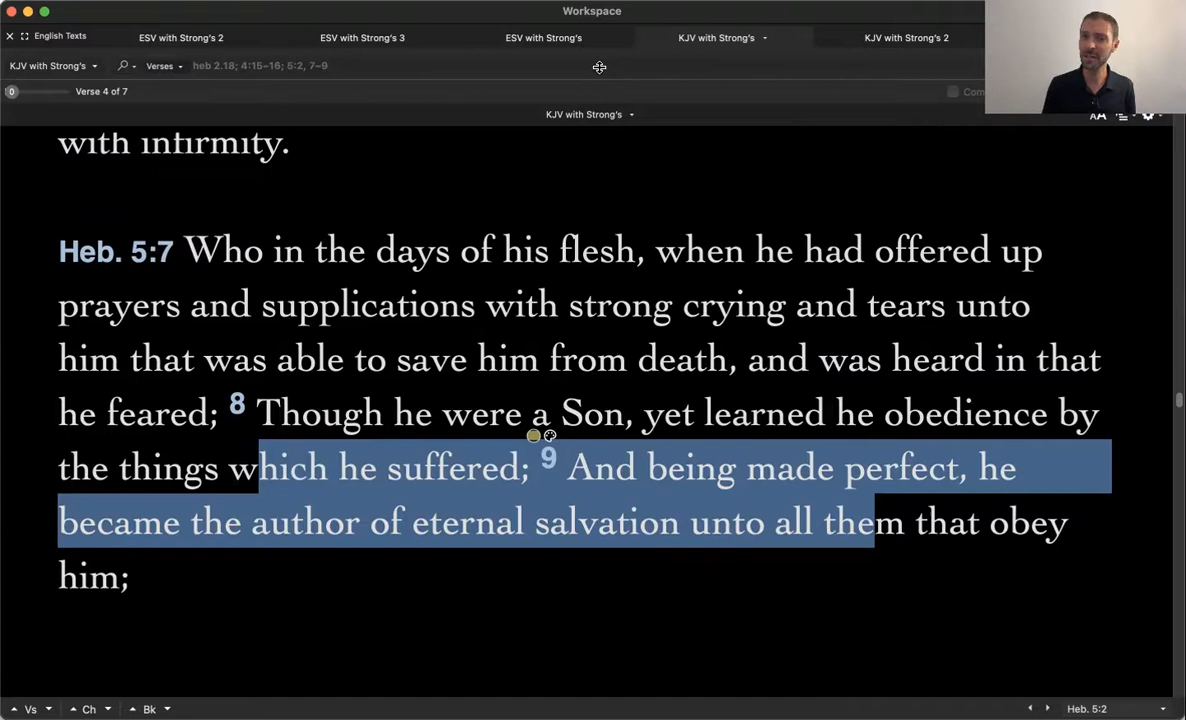 Workspace
English Texts
ESV with Strong's 2
ESV with Strong's 3
ESV with Strong's
KJV with Strong's
KJV with Strong's 2
KJV with Strong's
Verses
heb 2.18; 4:15–16; 5:2, 7–9
0
Verse 4 of 7
Com
KJV with Strong's
AA
with infirmity.
Heb. 5:7 Who in the days of his flesh, when he had offered up
prayers and supplications with strong crying and tears unto
him that was able to save him from death, and was heard in that
he feared; 8 Though he were a Son, yet learned he obedience by
the things which he suffered; 9 And being made perfect, he
became the author of eternal salvation unto all them that obey
him;
Vs
Ch
Bk
Heb. 5:2